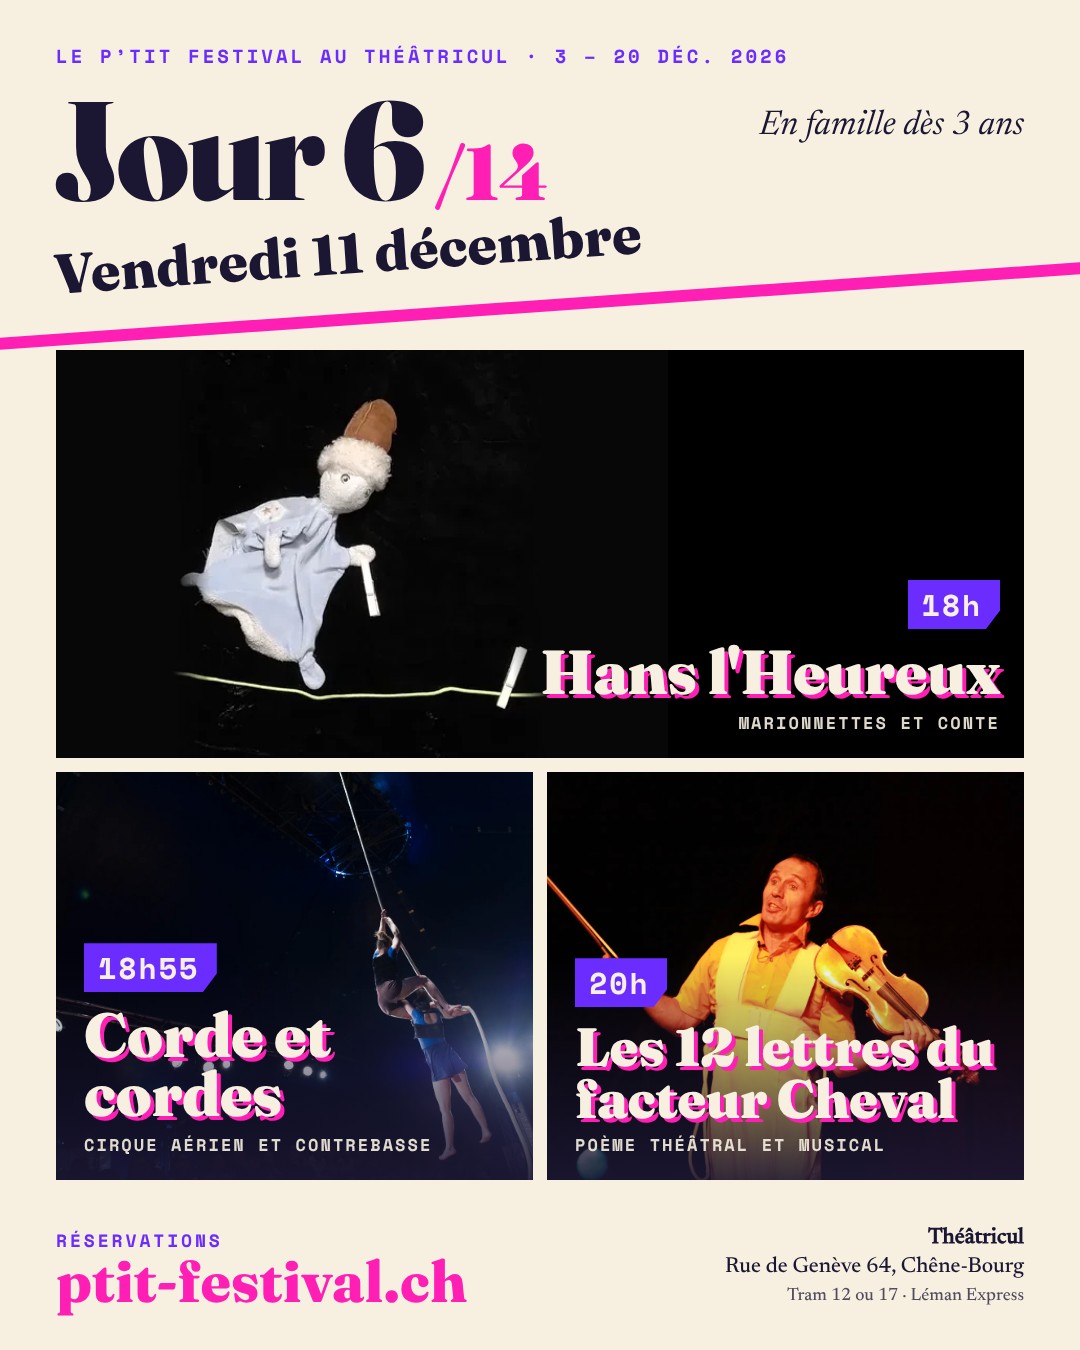 LE P’TIT FESTIVAL AU THÉÂTRICUL · 3 – 20 DÉC. 2026
Jour 6 /14
En famille dès 3 ans
Vendredi 11 décembre
18h
Hans l'Heureux
MARIONNETTES ET CONTE
18h55
Corde et
cordes
CIRQUE AÉRIEN ET CONTREBASSE
20h
Les 12 lettres du
facteur Cheval
POÈME THÉÂTRAL ET MUSICAL
RÉSERVATIONS
ptit-festival.ch
Théâtricul
Rue de Genève 64, Chêne-Bourg
Tram 12 ou 17 · Léman Express